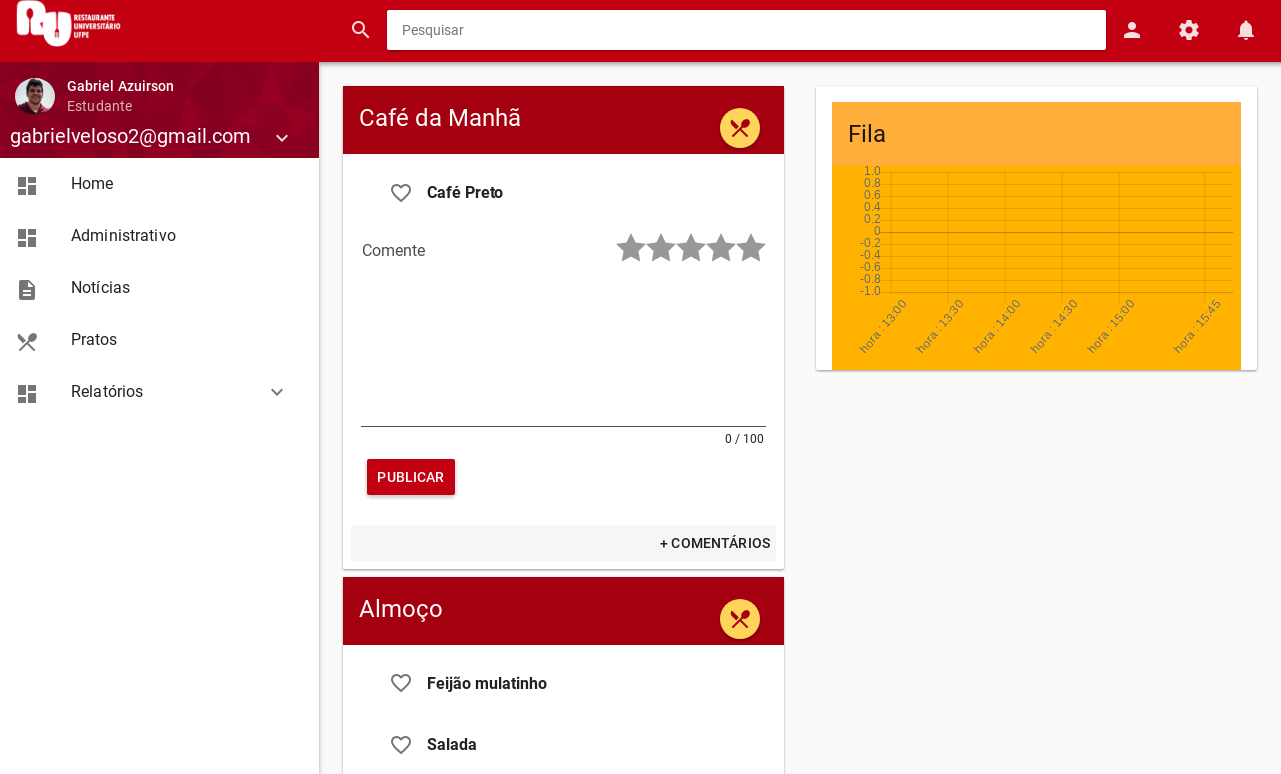 RU RESTAURANTE
UNIVERSITÁRIO
UFPE
Pesquisar
Gabriel Azuirson
Estudante
gabrielveloso2@gmail.com
Home
Administrativo
Notícias
Pratos
Relatórios
Café da Manhã
Café Preto
Comente
0 / 100
PUBLICAR
+ COMENTÁRIOS
Almoço
Feijão mulatinho
Salada
Fila
1.0
0.8
0.6
0.4
0.2
0
-0.2
-0.4
-0.6
-0.8
-1.0
hora : 13:00
hora : 13:30
hora : 14:00
hora : 14:30
hora : 15:00
hora : 15:45